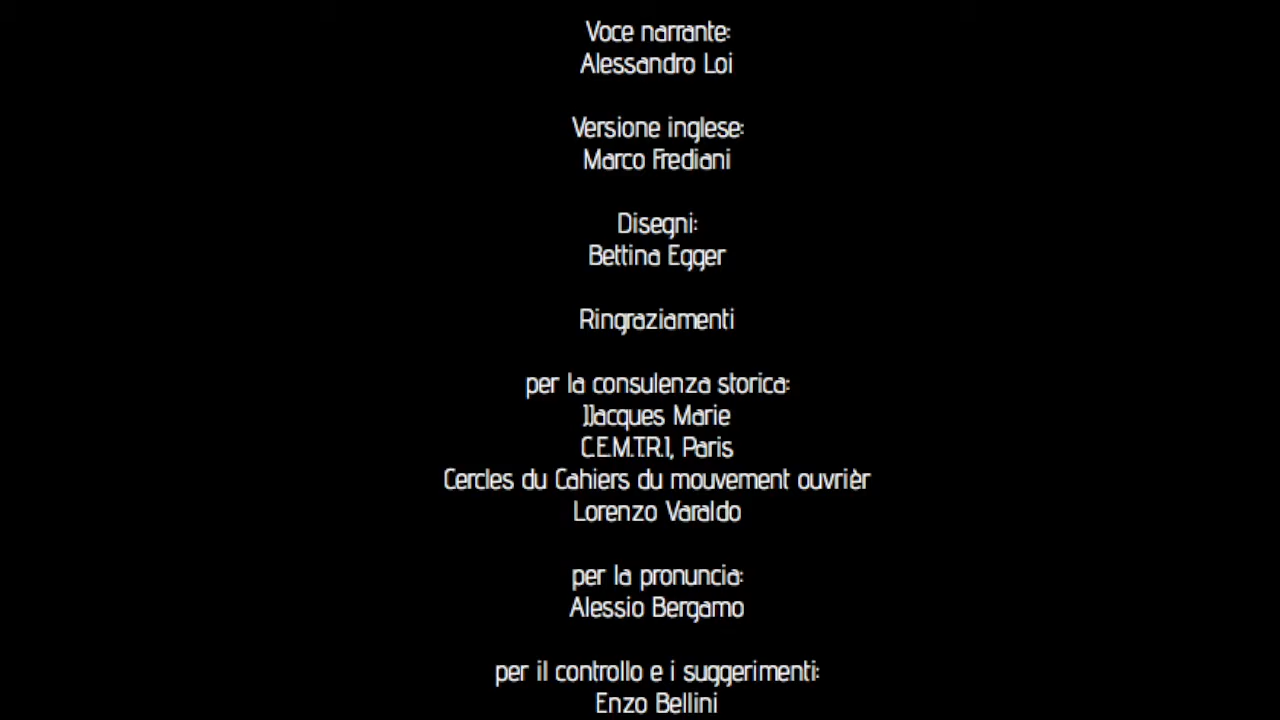 Voce narrante:
Alessandro Loi
Versione inglese:
Marco Frediani
Disegni:
Bettina Egger
Ringraziamenti
per la consulenza storica:
JJacques Marie
C.E.M.T.R.I, Paris
Cercles du Cahiers du mouvement ouvrièr
Lorenzo Varaldo
per la pronuncia:
Alessio Bergamo
per il controllo e i suggerimenti:
Enzo Bellini